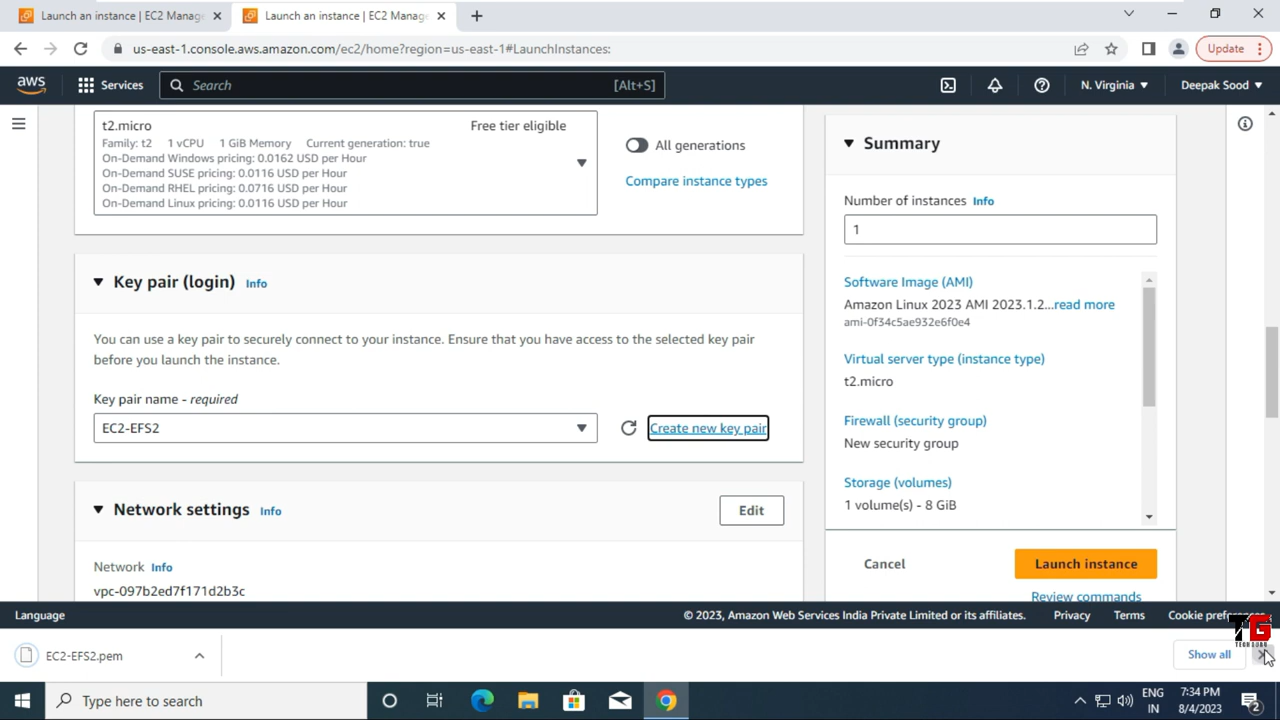 Launch an instance | EC2 Manage
Launch an instance | EC2 Manage
us-east-1.console.aws.amazon.com/ec2/home?region=us-east-1#LaunchInstances:
Update
aws
Services
Search
[Alt+S]
N. Virginia
Deepak Sood
t2.micro
Free tier eligible
Family: t2 1 vCPU 1 GiB Memory Current generation: true
On-Demand Windows pricing: 0.0162 USD per Hour
On-Demand SUSE pricing: 0.0116 USD per Hour
On-Demand RHEL pricing: 0.0716 USD per Hour
On-Demand Linux pricing: 0.0116 USD per Hour
All generations
Compare instance types
Key pair (login) Info
You can use a key pair to securely connect to your instance. Ensure that you have access to the selected key pair
before you launch the instance.
Key pair name - required
EC2-EFS2
Create new key pair
Network settings Info
Edit
Network Info
vpc-097b2ed7f171d2b3c
Summary
Number of instances Info
1
Software Image (AMI)
Amazon Linux 2023 AMI 2023.1.2...read more
ami-0f34c5ae932e6f0e4
Virtual server type (instance type)
t2.micro
Firewall (security group)
New security group
Storage (volumes)
1 volume(s) - 8 GiB
Cancel
Launch instance
Review commands
Language
© 2023, Amazon Web Services India Private Limited or its affiliates.
Privacy
Terms
Cookie
TG
TECH GURU
EC2-EFS2.pem
Show all
Type here to search
ENG
IN
7:34 PM
8/4/2023
2